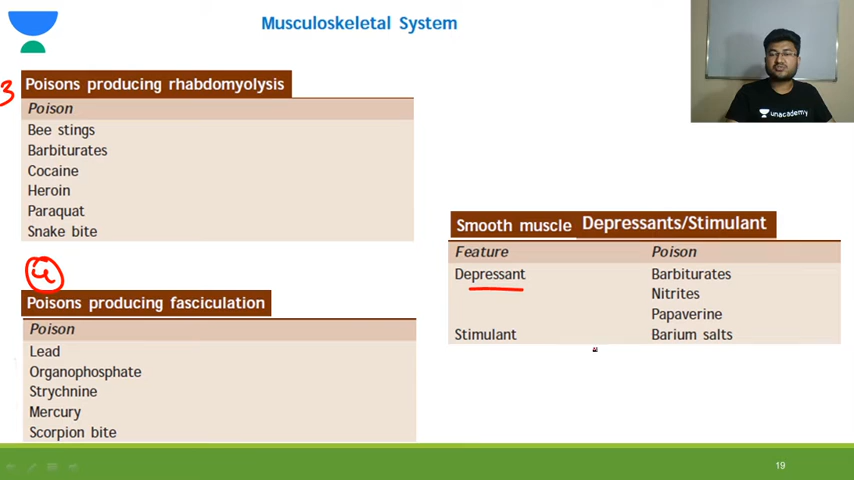 Musculoskeletal System
3
Poisons producing rhabdomyolysis
Poison
Bee stings
Barbiturates
Cocaine
Heroin
Paraquat
Snake bite
4
Poisons producing fasciculation
Poison
Lead
Organophosphate
Strychnine
Mercury
Scorpion bite
unacademy
Smooth muscle Depressants/Stimulant
Feature Poison
Depressant Barbiturates
Nitrites
Papaverine
Stimulant Barium salts
19